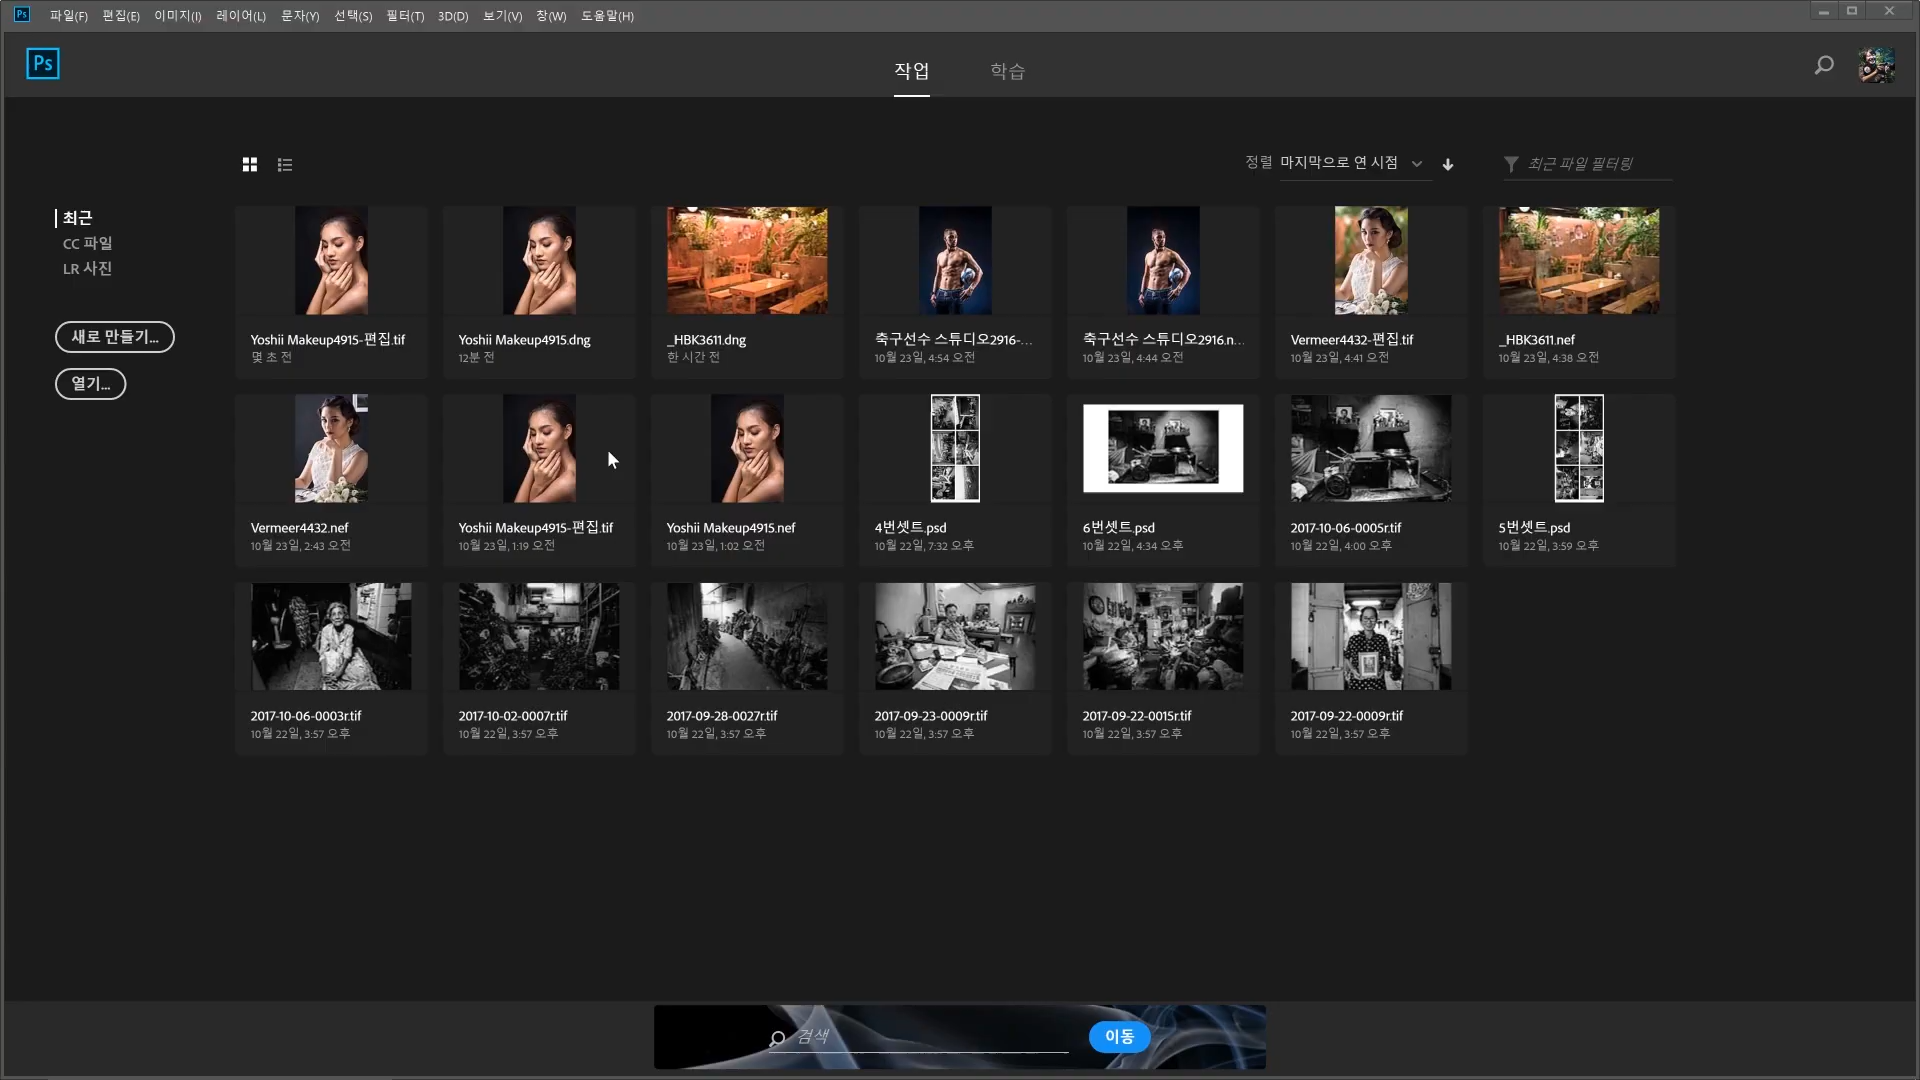 Ps 파일(F) 편집(E) 이미지(I) 레이어(L) 문자(Y) 선택(S) 필터(T) 3D(D) 보기(V) 창(W) 도움말(H)
Ps 작업 학습
정렬 마지막으로 연 시점 최근 파일 필터링
최근
CC 파일
LR 사진
새로 만들기...
열기...
Yoshii Makeup4915-편집.tif
몇 초 전
Yoshii Makeup4915.dng
12분 전
_HBK3611.dng
한 시간 전
축구선수 스튜디오2916-...
10월 23일, 4:54 오전
축구선수 스튜디오2916.n...
10월 23일, 4:44 오전
Vermeer4432-편집.tif
10월 23일, 4:41 오전
_HBK3611.nef
10월 23일, 4:38 오전
Vermeer4432.nef
10월 23일, 2:43 오전
Yoshii Makeup4915-편집.tif
10월 23일, 1:19 오전
Yoshii Makeup4915.nef
10월 23일, 1:02 오전
4번셋트.psd
10월 22일, 7:32 오후
6번셋트.psd
10월 22일, 4:34 오후
2017-10-06-0005r.tif
10월 22일, 4:00 오후
5번셋트.psd
10월 22일, 3:59 오후
2017-10-06-0003r.tif
10월 22일, 3:57 오후
2017-10-02-0007r.tif
10월 22일, 3:57 오후
2017-09-28-0027r.tif
10월 22일, 3:57 오후
2017-09-23-0009r.tif
10월 22일, 3:57 오후
2017-09-22-0015r.tif
10월 22일, 3:57 오후
2017-09-22-0009r.tif
10월 22일, 3:57 오후
검색 이동